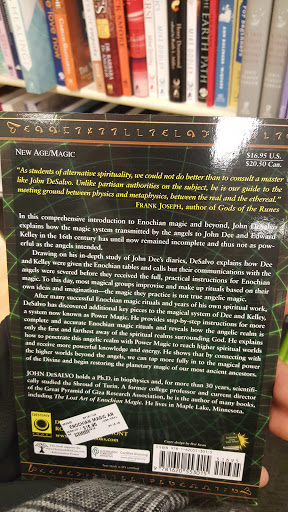 THE EARTH PATH
NEW AGE/MAGIC
$16.95 U.S.
$20.50 Can.
"As students of alternative spirituality, we could not do better than to consult a master
like John DeSalvo. Unlike partisan authorities on the subject, he is our guide to the
meeting ground between physics and metaphysics, between the real and the ethereal."
FRANK JOSEPH, author of Gods of the Runes
In this comprehensive introduction to Enochian magic and beyond, John DeSalvo
explains how the magic system transmitted by the angels to John Dee and Edward
Kelley in the 16th century has until now remained incomplete and thus not as pow-
erful as the angels intended.
Drawing on his in-depth study of John Dee's diaries, DeSalvo explains how Dee
and Kelley were given the Enochian tables and calls but their communications with the
angels were severed before they received the full, practical instructions for Enochian
magic. To this day, most magical groups improvise and make up rituals based on their
own ideas and imagination—the magic they practice is not true angelic magic.
After many successful Enochian magic rituals and years of his own spiritual work,
DeSalvo has discovered additional key pieces to the magical system of Dee and Kelley,
a system now known as Power Magic. He provides step-by-step instructions for more
complete and accurate Enochian magic rituals and reveals how the angelic realm is
only the first and farthest away of the spiritual realms surrounding God. He explains
how to penetrate this angelic realm with Power Magic to reach higher spiritual worlds
and receive more powerful knowledge and energy. He shows that by connecting with
the higher worlds beyond the angels, we can tap more fully into the magical power
of the Divine and begin restoring the planetary magic of our most ancient ancestors.
JOHN DESALVO holds a Ph.D. in biophysics and, for more than 30 years, scientifi-
cally studied the Shroud of Turin. A former college professor and current director
of the Great Pyramid of Giza Research Association, he is the author of many books,
including The Lost Art of Enochian Magic. He lives in Maple Lake, Minnesota.
ENOCHIAN MAGIC AN
$16.95
DESTINY